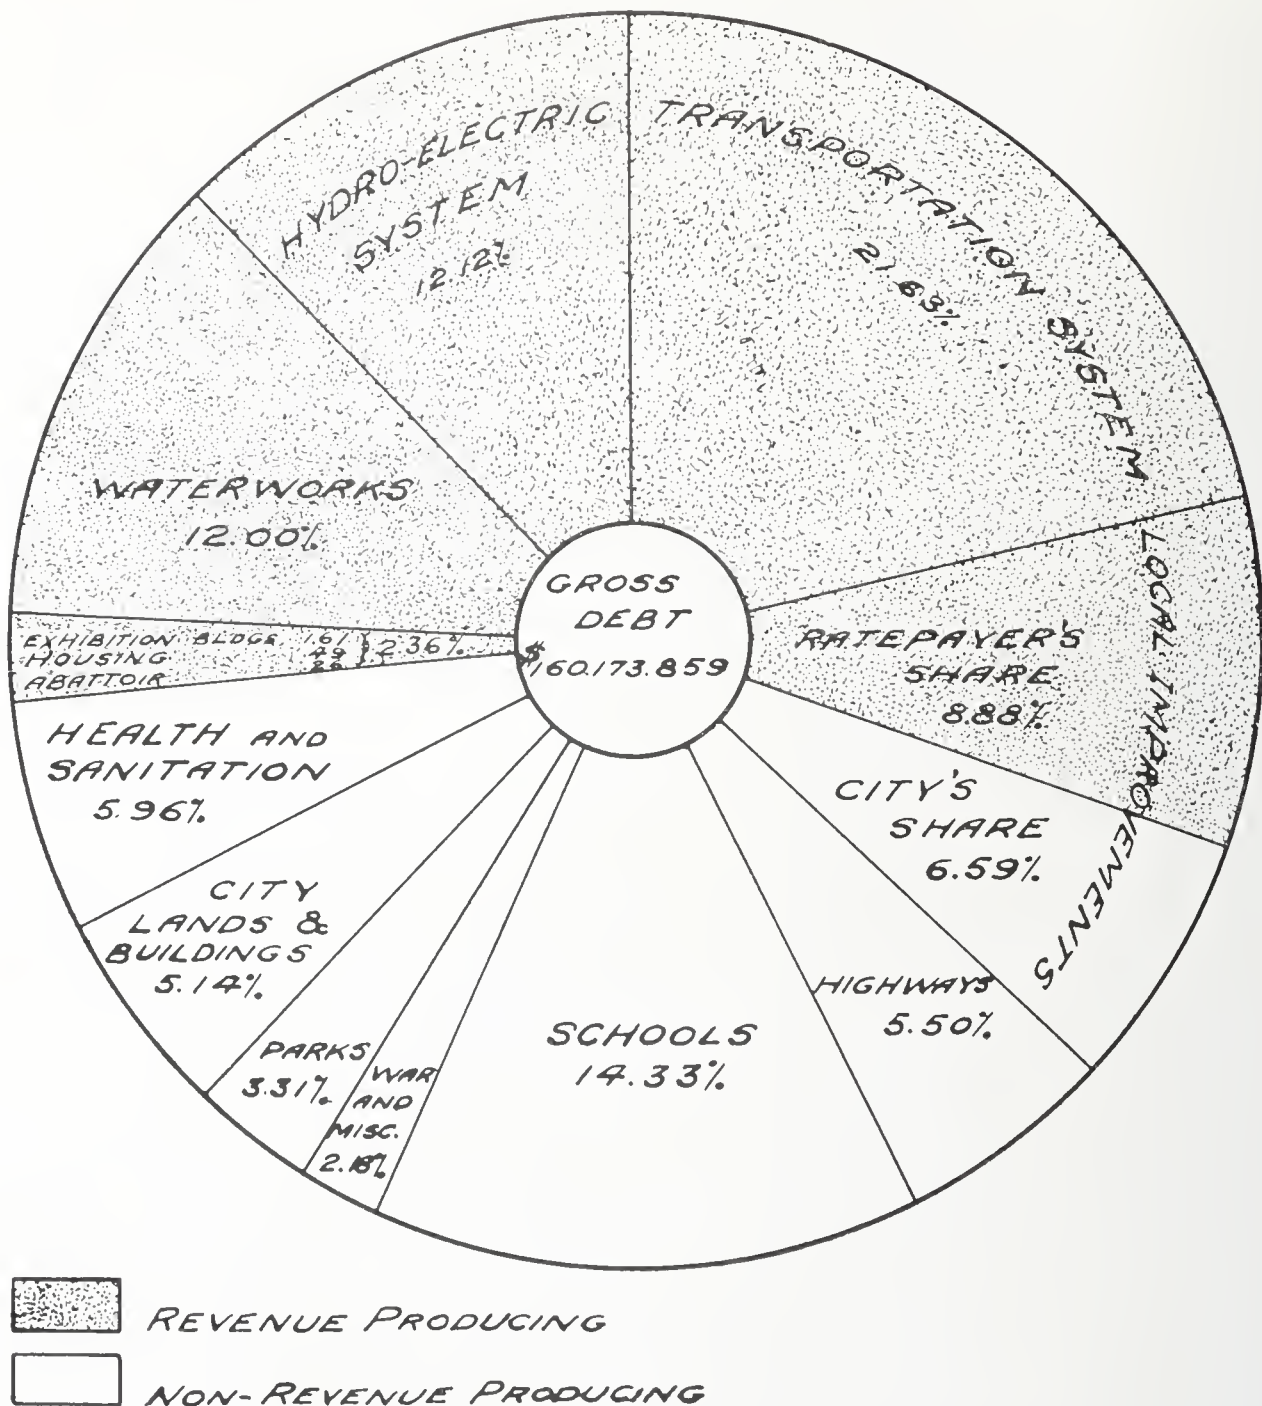 HYDRO-ELECTRIC
SYSTEM
12.12%
TRANSPORTATION SYSTEM
21.63%
WATERWORKS
12.00%
GROSS
DEBT
$160.173.859
LOCAL IMPROVEMENTS
RATEPAYER'S
SHARE
8.88%
EXHIBITION BLDGS 1.61 } 2.36%
HOUSING .49
ABATTOIR .26
HEALTH AND
SANITATION
5.96%
CITY'S
SHARE
6.59%
CITY
LANDS &
BUILDINGS
5.14%
HIGHWAYS
5.50%
SCHOOLS
14.33%
PARKS
3.31%
WAR
AND
MISC.
2.18%
REVENUE PRODUCING
NON-REVENUE PRODUCING